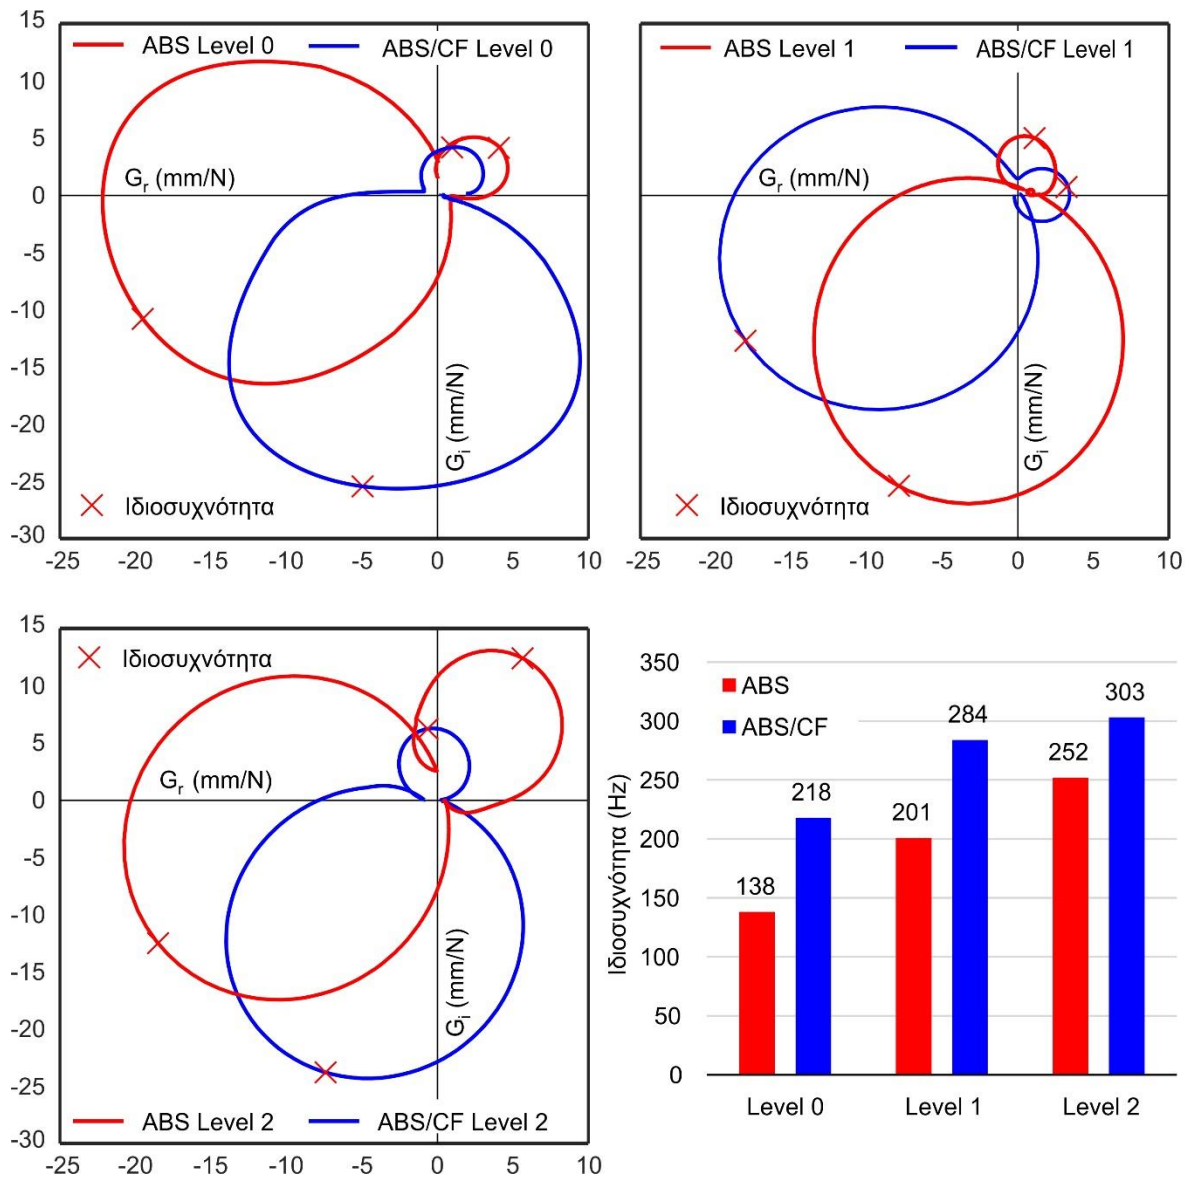 15
ABS Level 0 ABS/CF Level 0
10
5
Gr (mm/N)
0
-5
-10
-15
-20
Gi (mm/N)
-25
Ιδιοσυχνότητα
-30
-25 -20 -15 -10 -5 0 5 10
ABS Level 1 ABS/CF Level 1
Gr (mm/N)
Gi (mm/N)
Ιδιοσυχνότητα
-25 -20 -15 -10 -5 0 5 10
15
Ιδιοσυχνότητα
10
5
Gr (mm/N)
0
-5
-10
-15
Gi (mm/N)
-20
-25
ABS Level 2 ABS/CF Level 2
-30
-25 -20 -15 -10 -5 0 5 10
Ιδιοσυχνότητα (Hz)
350
ABS
300
ABS/CF
250
200
150
100
50
0
138 218 201 284 252 303
Level 0 Level 1 Level 2